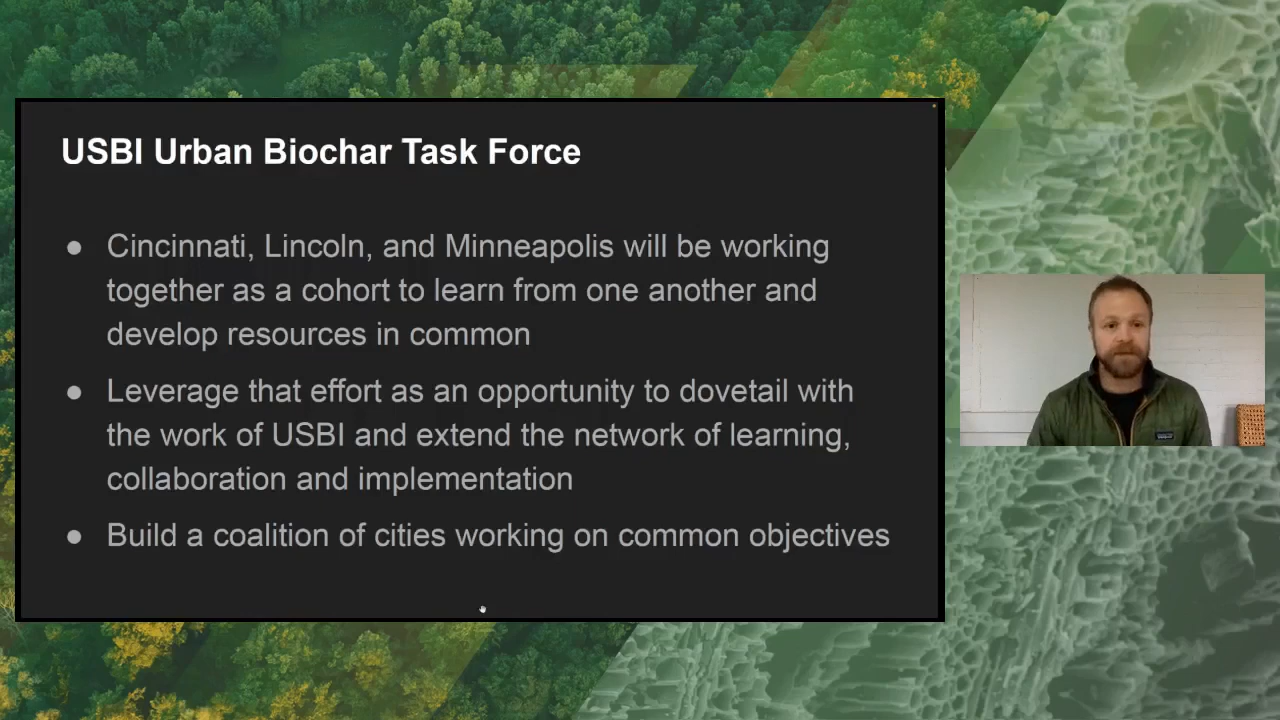 USBI Urban Biochar Task Force
● Cincinnati, Lincoln, and Minneapolis will be working
together as a cohort to learn from one another and
develop resources in common
● Leverage that effort as an opportunity to dovetail with
the work of USBI and extend the network of learning,
collaboration and implementation
● Build a coalition of cities working on common objectives